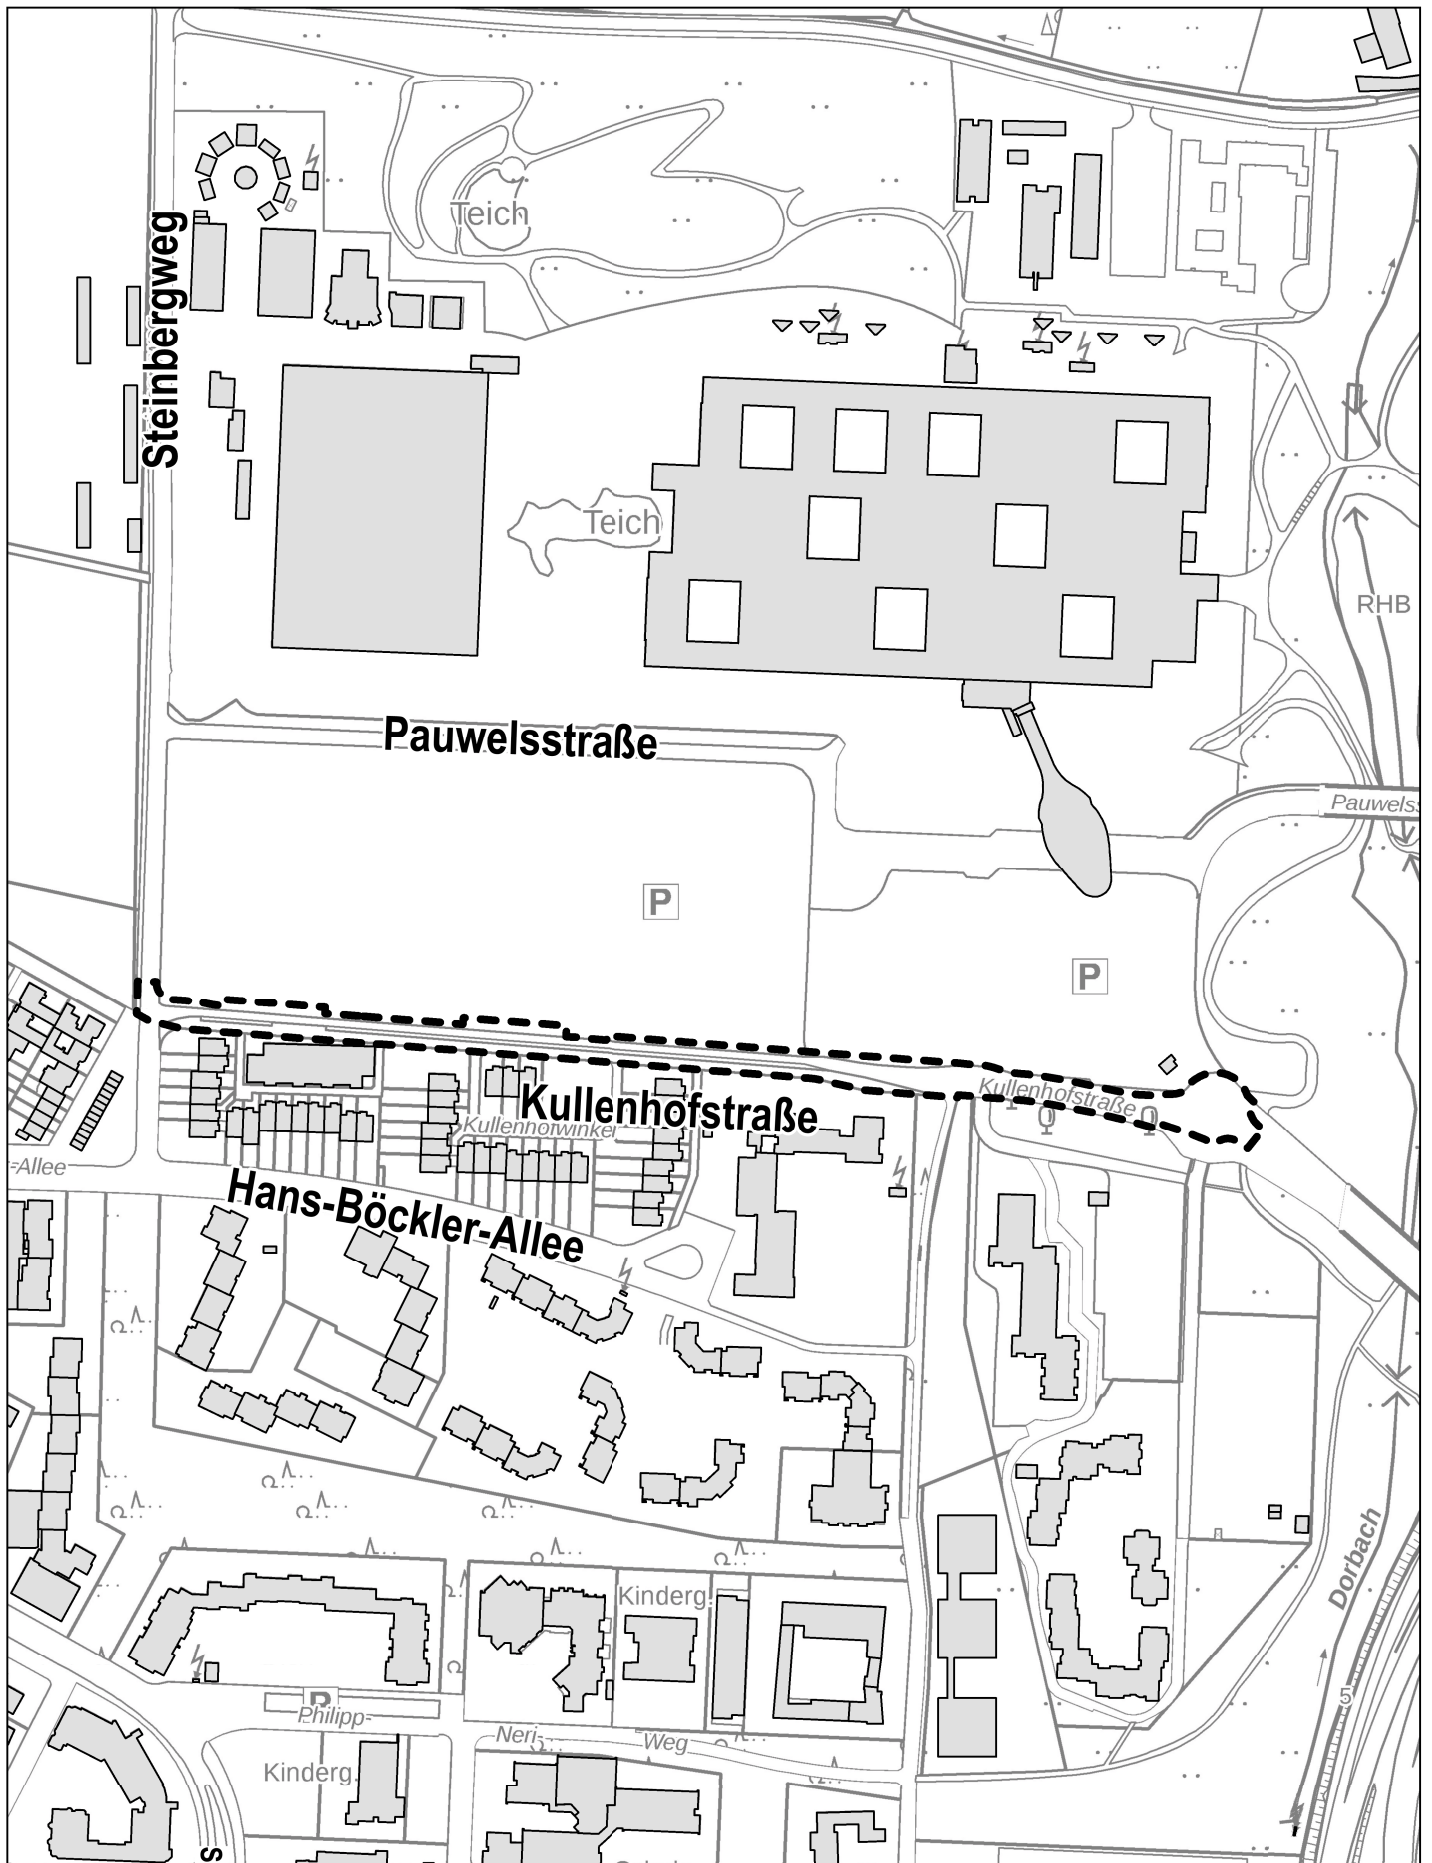 Teich
Steinbergweg
Teich
RHB
Pauwelsstraße
Pauwelss
P
P
Kullenhofstraße
Kullenhofstraße
Kullenhofwinkel
-Allee
Hans-Böckler-Allee
Dorbach
Kinderg.
P
Philipp-
Neri-
Weg
5
Kinderg.
s